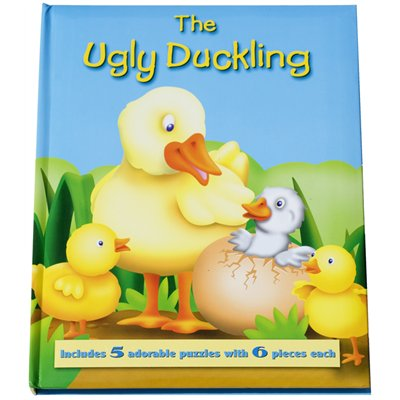 The
Ugly Duckling
Includes 5 adorable puzzles with 6 pieces each